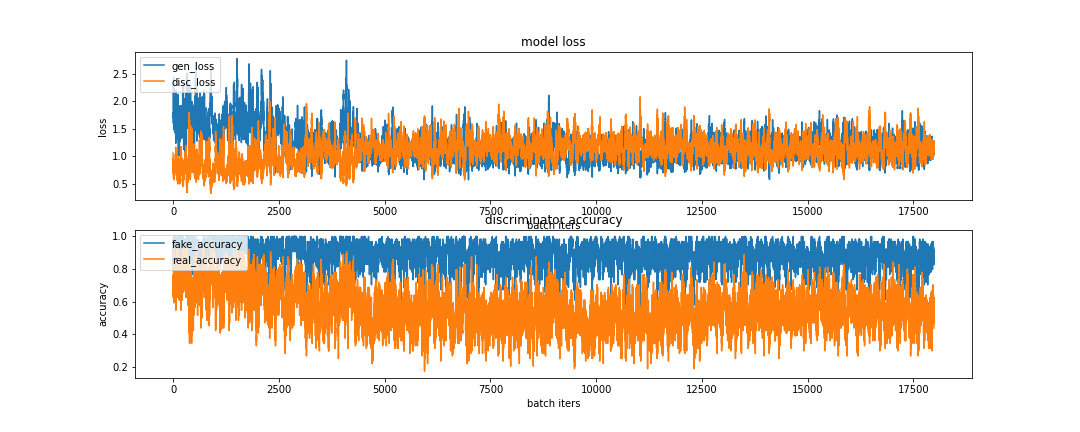 model loss
gen_loss
disc_loss
loss
2.5
2.0
1.5
1.0
0.5
0 2500 5000 7500 10000 12500 15000 17500
batch iters
discriminator accuracy
fake_accuracy
real_accuracy
accuracy
1.0
0.8
0.6
0.4
0.2
0 2500 5000 7500 10000 12500 15000 17500
batch iters